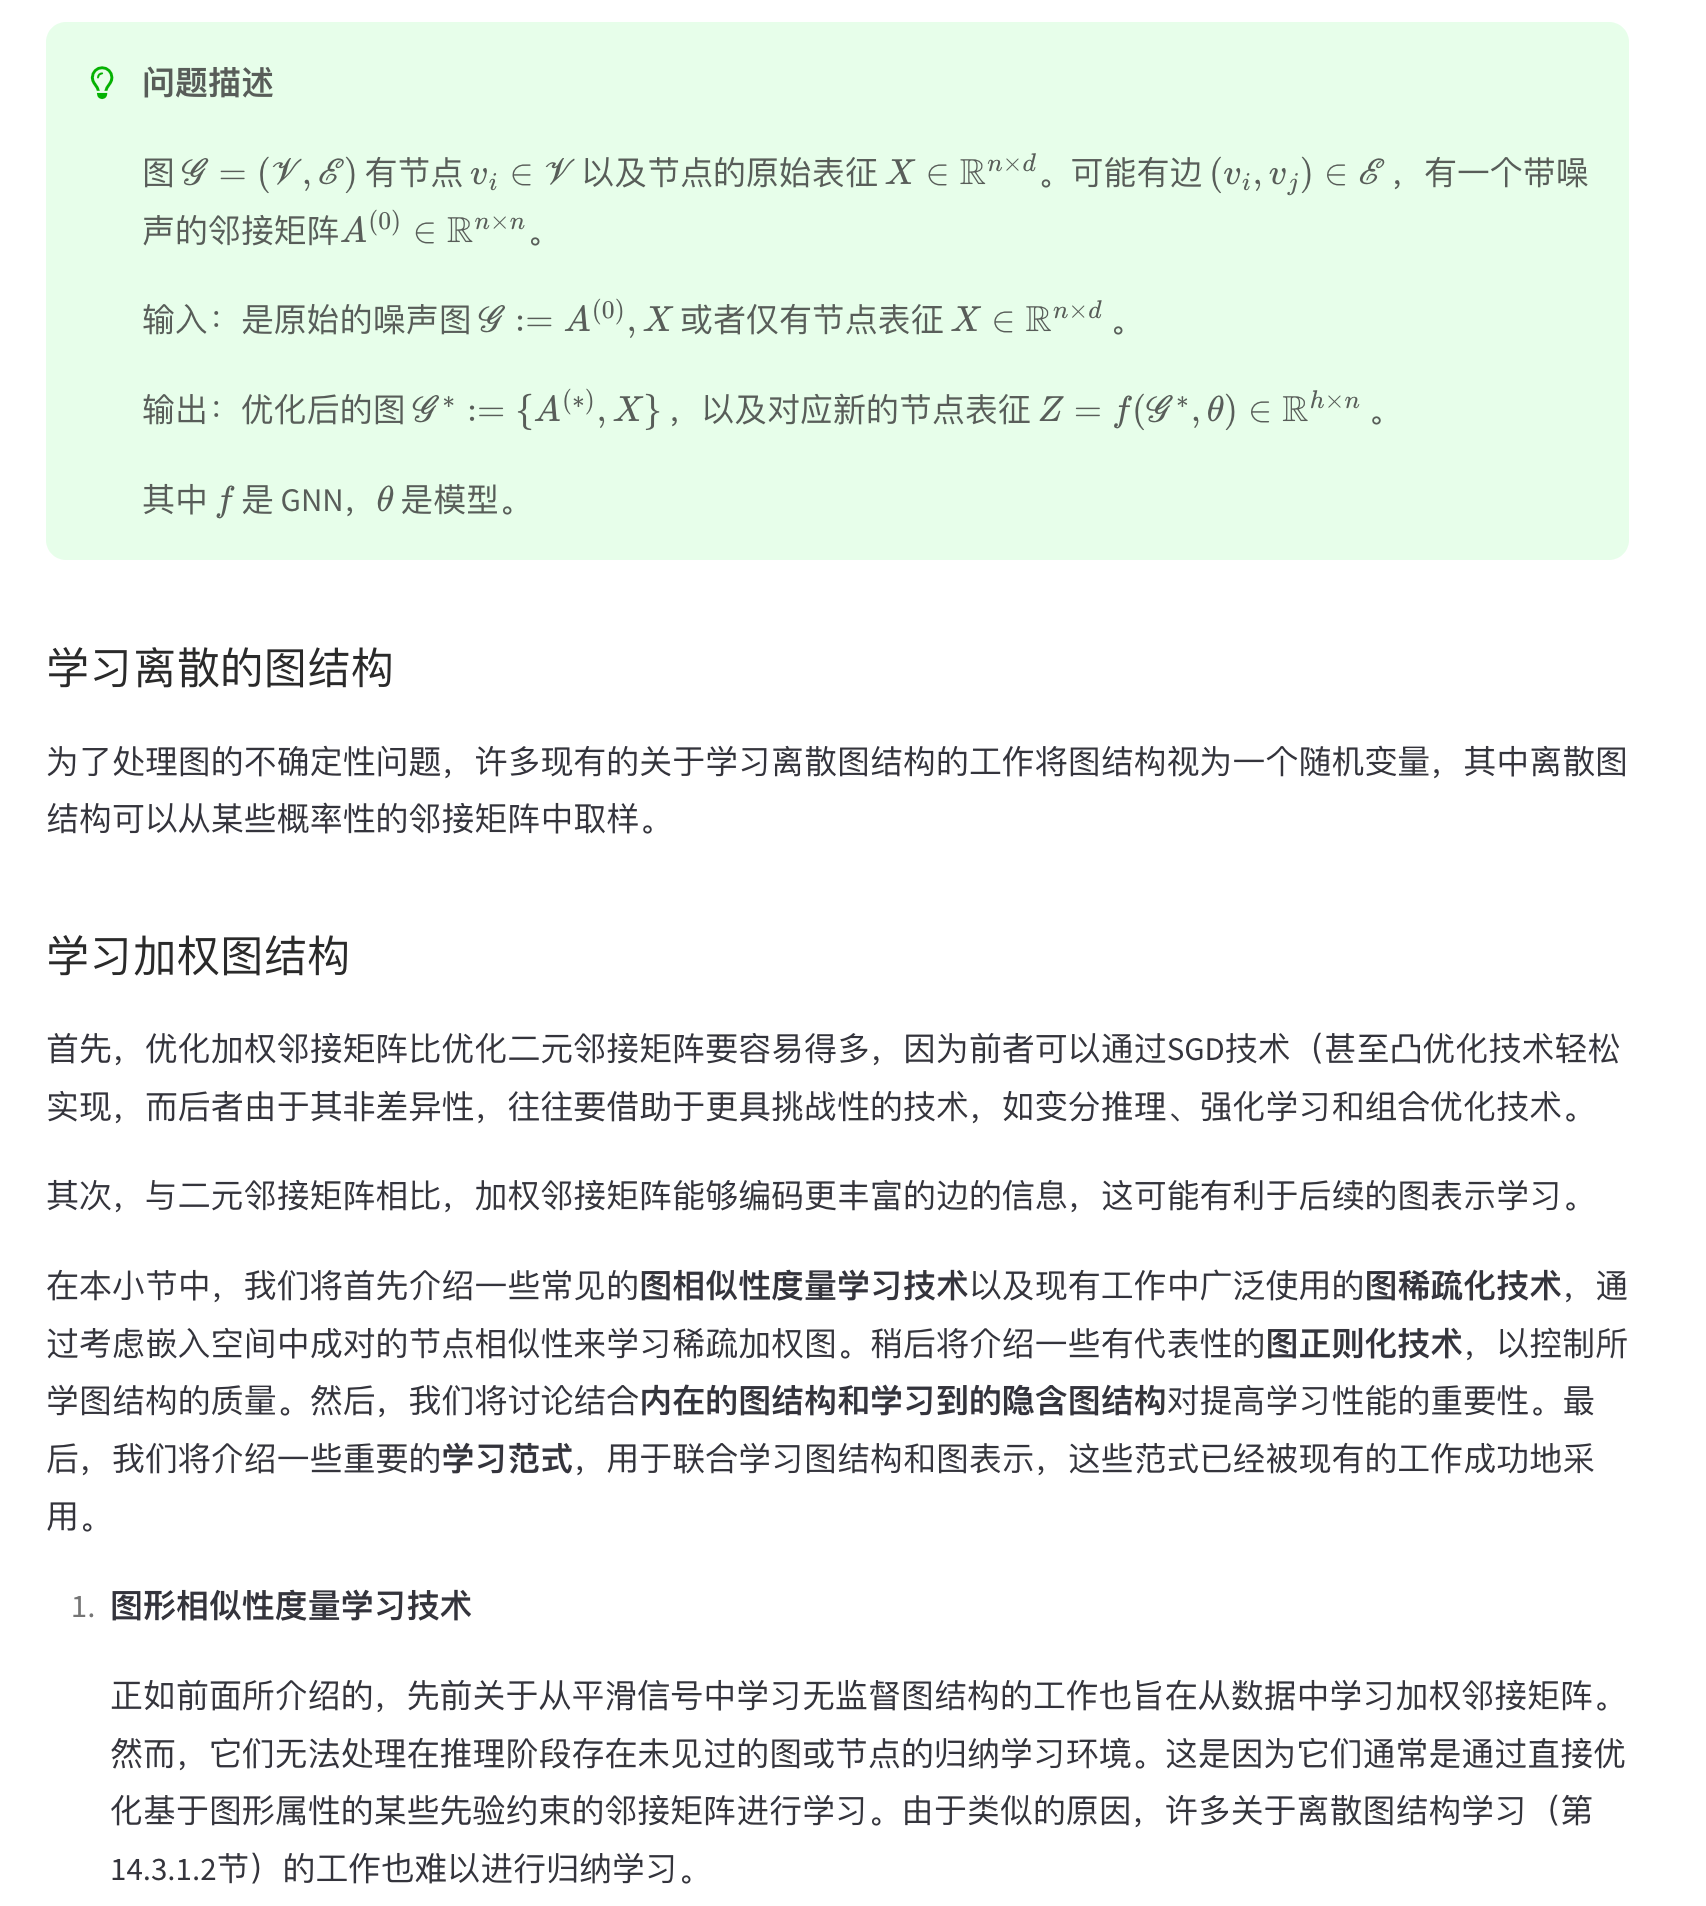 问题描述
图 𝒢 = (𝒱, ℰ) 有节点 vᵢ ∈ 𝒱 以及节点的原始表征 X ∈ ℝⁿˣᵈ。可能有边 (vᵢ, vⱼ) ∈ ℰ ，有一个带噪
声的邻接矩阵A⁽⁰⁾ ∈ ℝⁿˣⁿ。
输入：是原始的噪声图 𝒢 := A⁽⁰⁾, X 或者仅有节点表征 X ∈ ℝⁿˣᵈ 。
输出：优化后的图 𝒢* := {A⁽*⁾, X} ，以及对应新的节点表征 Z = f(𝒢*, θ) ∈ ℝʰˣⁿ 。
其中 f 是 GNN，θ 是模型。
学习离散的图结构
为了处理图的不确定性问题，许多现有的关于学习离散图结构的工作将图结构视为一个随机变量，其中离散图
结构可以从某些概率性的邻接矩阵中取样。
学习加权图结构
首先，优化加权邻接矩阵比优化二元邻接矩阵要容易得多，因为前者可以通过SGD技术（甚至凸优化技术轻松
实现，而后者由于其非差异性，往往要借助于更具挑战性的技术，如变分推理、强化学习和组合优化技术。
其次，与二元邻接矩阵相比，加权邻接矩阵能够编码更丰富的边的信息，这可能有利于后续的图表示学习。
在本小节中，我们将首先介绍一些常见的图相似性度量学习技术以及现有工作中广泛使用的图稀疏化技术，通
过考虑嵌入空间中成对的节点相似性来学习稀疏加权图。稍后将介绍一些有代表性的图正则化技术，以控制所
学图结构的质量。然后，我们将讨论结合内在的图结构和学习到的隐含图结构对提高学习性能的重要性。最
后，我们将介绍一些重要的学习范式，用于联合学习图结构和图表示，这些范式已经被现有的工作成功地采
用。
1. 图形相似性度量学习技术
正如前面所介绍的，先前关于从平滑信号中学习无监督图结构的工作也旨在从数据中学习加权邻接矩阵。
然而，它们无法处理在推理阶段存在未见过的图或节点的归纳学习环境。这是因为它们通常是通过直接优
化基于图形属性的某些先验约束的邻接矩阵进行学习。由于类似的原因，许多关于离散图结构学习（第
14.3.1.2节）的工作也难以进行归纳学习。